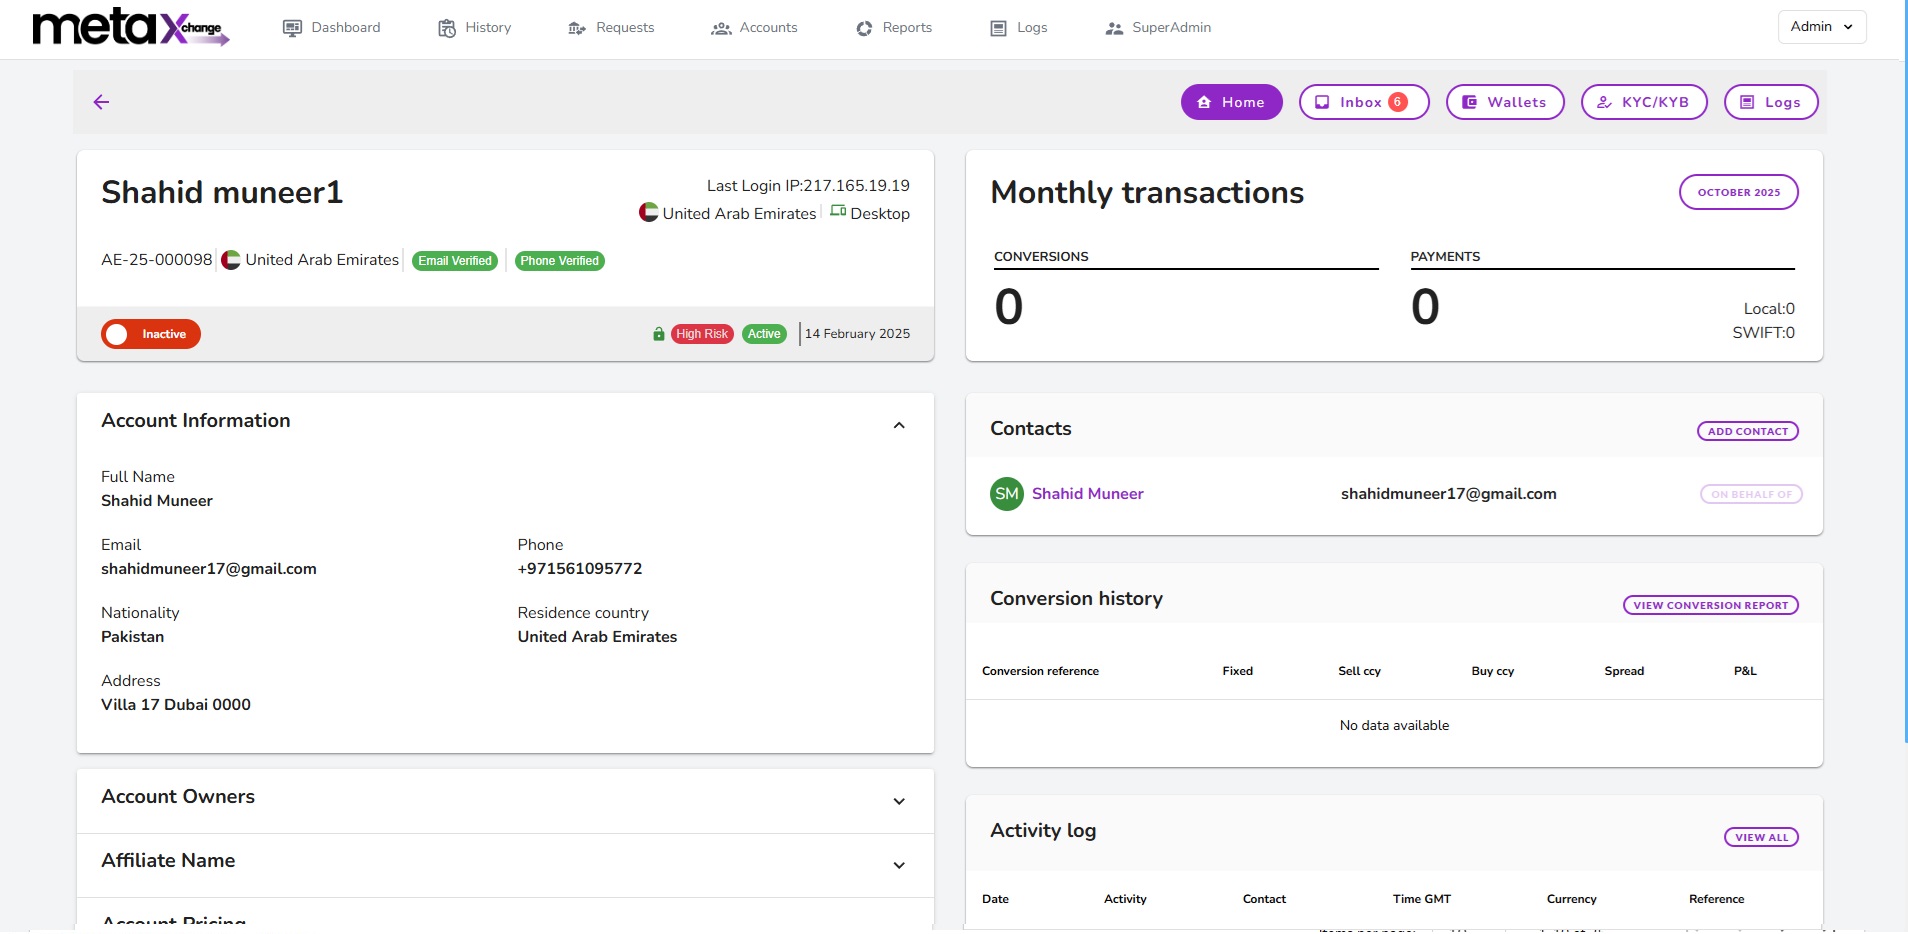 metaXchange
Dashboard
History
Requests
Accounts
Reports
Logs
SuperAdmin
Admin
Home
Inbox 6
Wallets
KYC/KYB
Logs
Shahid muneer1
Last Login IP:217.165.19.19
United Arab Emirates
Desktop
AE-25-000098
United Arab Emirates
Email Verified
Phone Verified
Inactive
High Risk
Active
14 February 2025
Monthly transactions
OCTOBER 2025
CONVERSIONS
0
PAYMENTS
0
Local:0
SWIFT:0
Account Information
Full Name
Shahid Muneer
Email
shahidmuneer17@gmail.com
Phone
+971561095772
Nationality
Pakistan
Residence country
United Arab Emirates
Address
Villa 17 Dubai 0000
Account Owners
Affiliate Name
Account Pricing
Contacts
ADD CONTACT
SM
Shahid Muneer
shahidmuneer17@gmail.com
ON BEHALF OF
Conversion history
VIEW CONVERSION REPORT
Conversion reference
Fixed
Sell ccy
Buy ccy
Spread
P&L
No data available
Activity log
VIEW ALL
Date
Activity
Contact
Time GMT
Currency
Reference
Items per page: